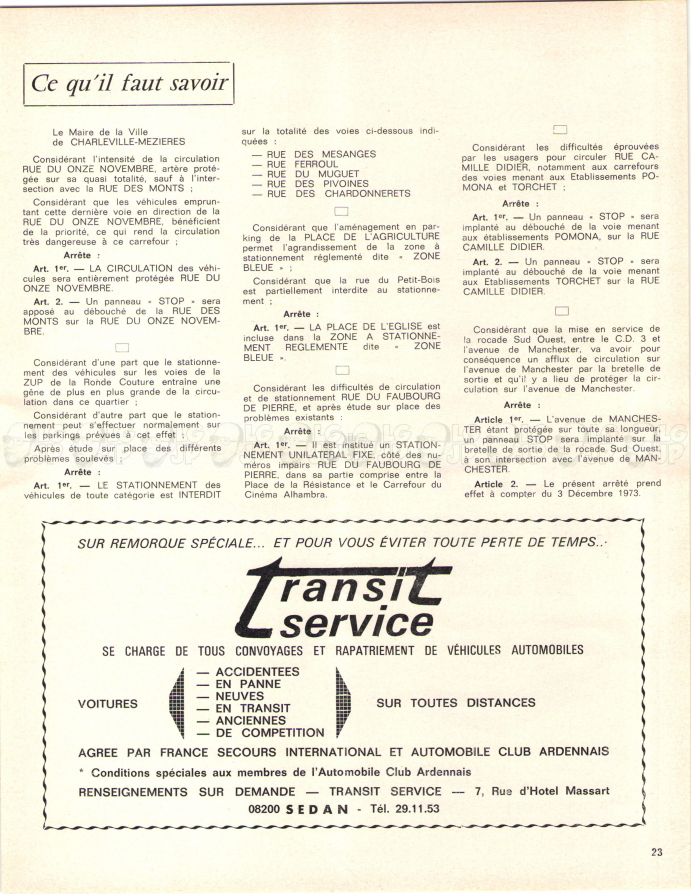 Ce qu'il faut savoir
Le Maire de la Ville
de CHARLEVILLE-MEZIERES
Considérant l'intensité de la circulation
RUE DU ONZE NOVEMBRE, artère proté-
gée sur sa quasi totalité, sauf à l'inter-
section avec la RUE DES MONTS ;
Considérant que les véhicules emprun-
tant cette dernière voie en direction de la
RUE DU ONZE NOVEMBRE, bénéficient
de la priorité, ce qui rend la circulation
très dangereuse à ce carrefour ;
Arrête :
Art. 1er. — LA CIRCULATION des véhi-
cules sera entièrement protégée RUE DU
ONZE NOVEMBRE.
Art. 2. — Un panneau « STOP » sera
apposé au débouché de la RUE DES
MONTS sur la RUE DU ONZE NOVEM-
BRE.
Considérant d'une part que le stationne-
ment des véhicules sur les voies de la
ZUP de la Ronde Couture entraîne une
gêne de plus en plus grande de la circu-
lation dans ce quartier ;
Considérant d'autre part que le station-
nement peut s'effectuer normalement sur
les parkings prévues à cet effet ;
Après étude sur place des différents
problèmes soulevés ;
Arrête :
Art. 1er. — LE STATIONNEMENT des
véhicules de toute catégorie est INTERDIT
sur la totalité des voies ci-dessous indi-
quées :
— RUE DES MESANGES
— RUE FERROUL
— RUE DU MUGUET
— RUE DES PIVOINES
— RUE DES CHARDONNERETS
Considérant que l'aménagement en par-
king de la PLACE DE L'AGRICULTURE
permet l'agrandissement de la zone à
stationnement réglementé dite « ZONE
BLEUE » ;
Considérant que la rue du Petit-Bois
est partiellement interdite au stationne-
ment ;
Arrête :
Art. 1er. — LA PLACE DE L'EGLISE est
incluse dans la ZONE A STATIONNE-
MENT REGLEMENTE dite « ZONE
BLEUE ».
Considérant les difficultés de circulation
et de stationnement RUE DU FAUBOURG
DE PIERRE, et après étude sur place des
problèmes existants :
Arrête :
Art. 1er. — Il est institué un STATION-
NEMENT UNILATERAL FIXE, côté des nu-
méros impairs RUE DU FAUBOURG DE
PIERRE, dans sa partie comprise entre la
Place de la Résistance et le Carrefour du
Cinéma Alhambra.
Considérant les difficultés éprouvées
par les usagers pour circuler RUE CA-
MILLE DIDIER, notamment aux carrefours
des voies menant aux Etablissements PO-
MONA et TORCHET ;
Arrête :
Art. 1er. — Un panneau « STOP » sera
implanté au débouché de la voie menant
aux établissements POMONA, sur la RUE
CAMILLE DIDIER.
Art. 2. — Un panneau « STOP » sera
implanté au débouché de la voie menant
aux Etablissements TORCHET sur la RUE
CAMILLE DIDIER.
Considérant que la mise en service de
la rocade Sud Ouest, entre le C.D. 3 et
l'avenue de Manchester, va avoir pour
conséquence un afflux de circulation sur
l'avenue de Manchester par la bretelle de
sortie et qu'il y a lieu de protéger la cir-
culation sur l'avenue de Manchester.
Arrête :
Article 1er. — L'avenue de MANCHES-
TER étant protégée sur toute sa longueur,
un panneau STOP sera implanté sur la
bretelle de sortie de la rocade Sud Ouest,
à son intersection avec l'avenue de MAN-
CHESTER.
Article 2. — Le présent arrêté prend
effet à compter du 3 Décembre 1973.
SUR REMORQUE SPÉCIALE... ET POUR VOUS ÉVITER TOUTE PERTE DE TEMPS...
transit
service
SE CHARGE DE TOUS CONVOYAGES ET RAPATRIEMENT DE VÉHICULES AUTOMOBILES
VOITURES
— ACCIDENTEES
— EN PANNE
— NEUVES
— EN TRANSIT
— ANCIENNES
— DE COMPETITION
SUR TOUTES DISTANCES
AGREE PAR FRANCE SECOURS INTERNATIONAL ET AUTOMOBILE CLUB ARDENNAIS
* Conditions spéciales aux membres de l'Automobile Club Ardennais
RENSEIGNEMENTS SUR DEMANDE — TRANSIT SERVICE — 7, Rue d'Hotel Massart
08200 SEDAN - Tél. 29.11.53
23